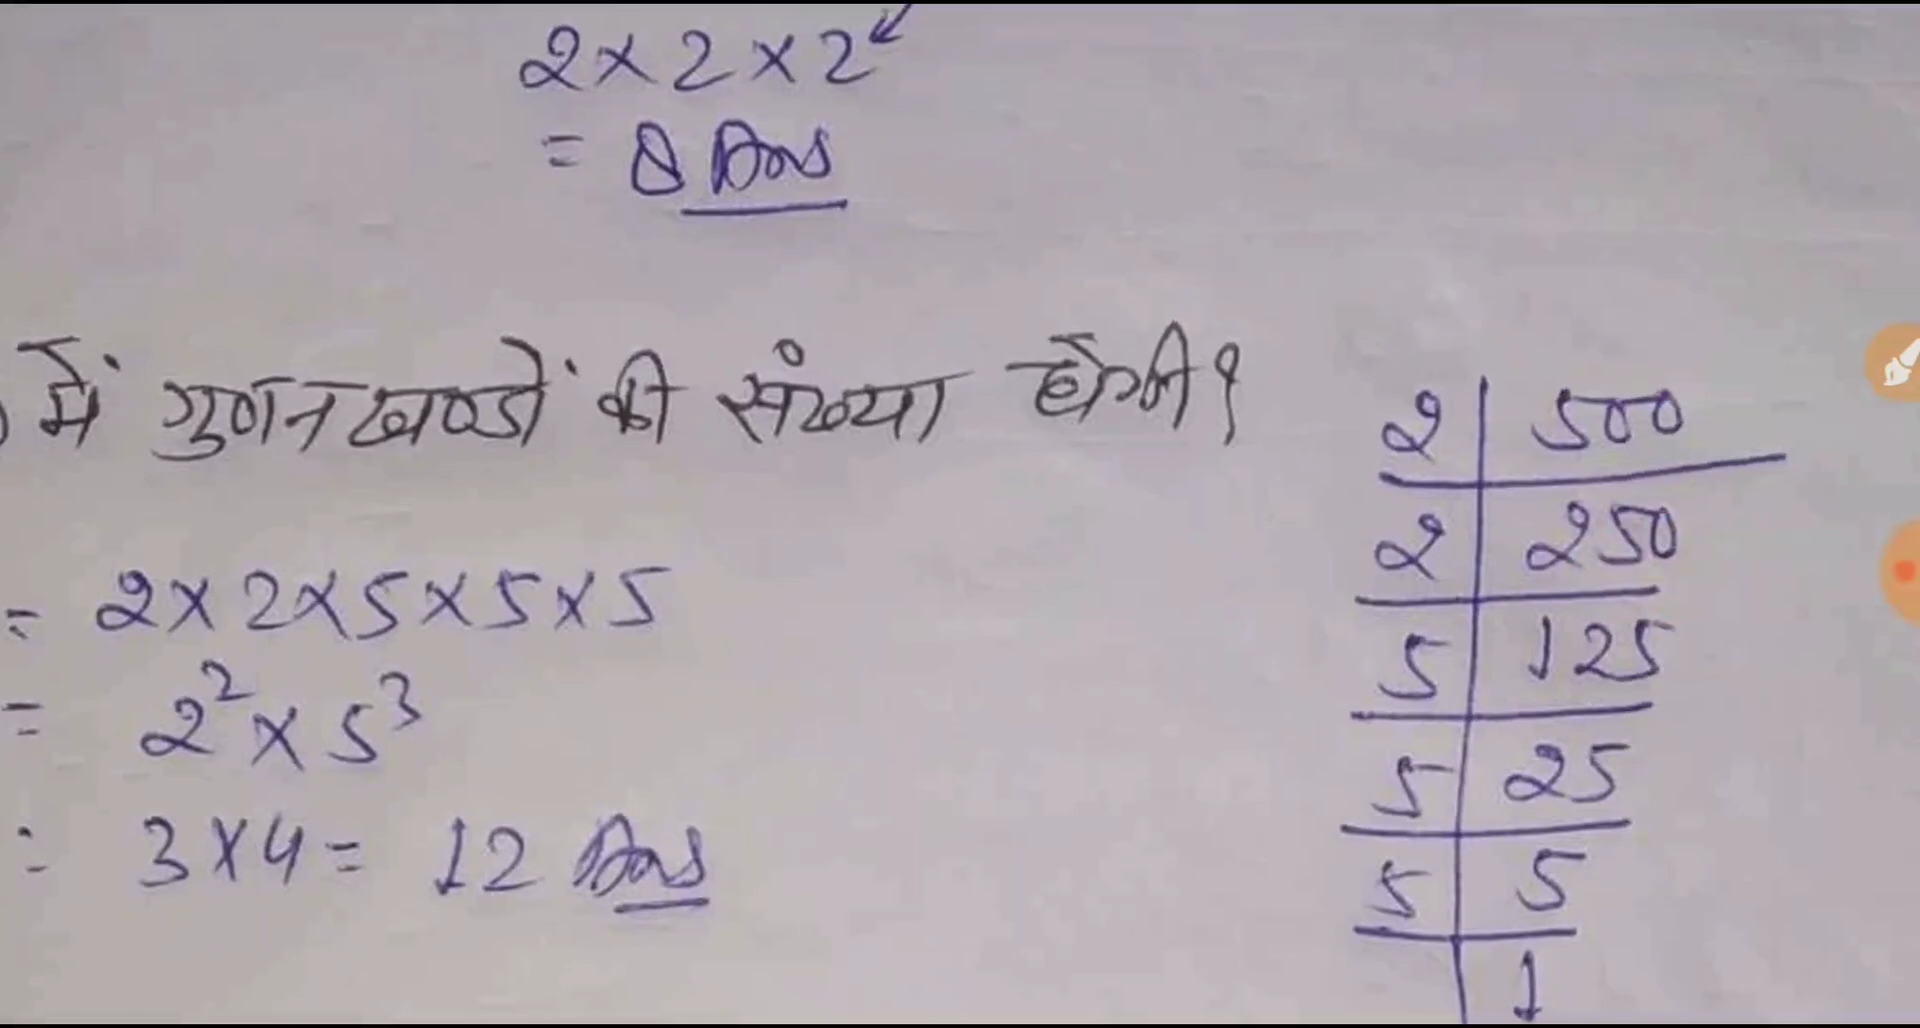 2×2×2
= 8 Ans
में गुणनखण्डों की संख्या होगी?
= 2×2×5×5×5
= 2²×5³
: 3×4 = 12 Ans
2 | 500
2 | 250
5 | 125
5 | 25
5 | 5
1